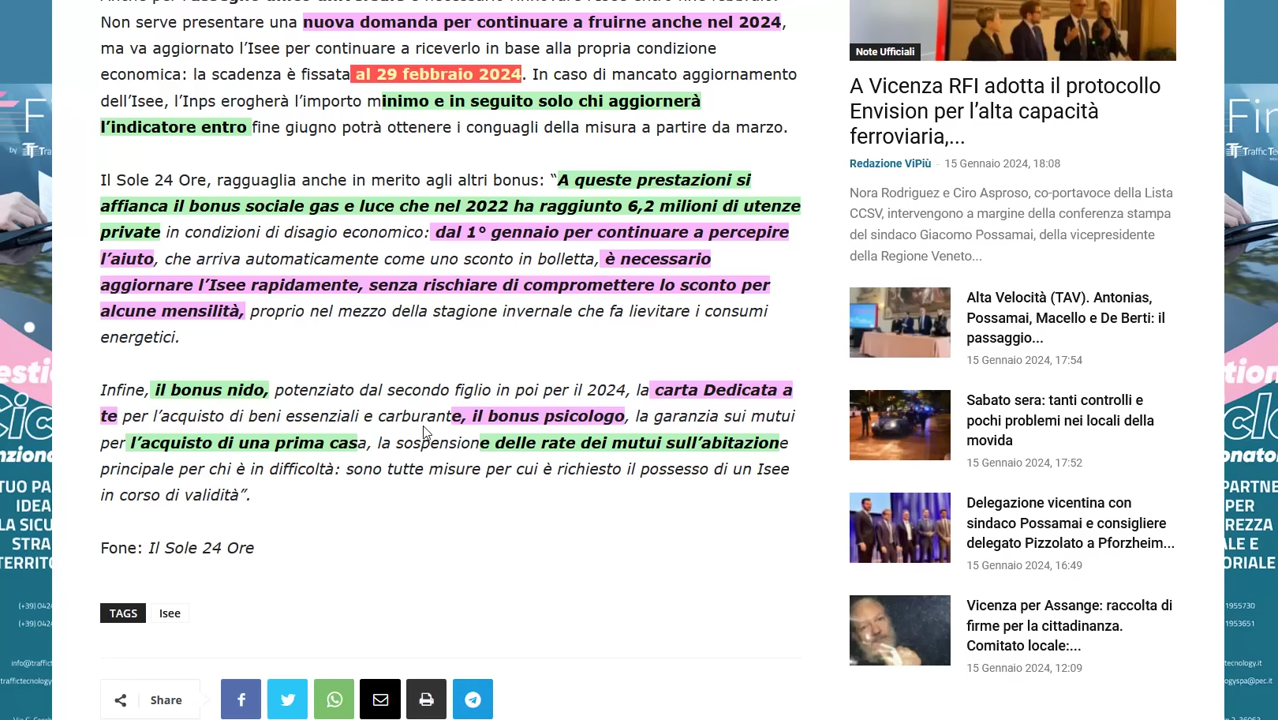 Non serve presentare una nuova domanda per continuare a fruirne anche nel 2024,
ma va aggiornato l'Isee per continuare a riceverlo in base alla propria condizione
economica: la scadenza è fissata al 29 febbraio 2024. In caso di mancato aggiornamento
dell'Isee, l'Inps erogherà l'importo minimo e in seguito solo chi aggiornerà
l'indicatore entro fine giugno potrà ottenere i conguagli della misura a partire da marzo.
Il Sole 24 Ore, ragguaglia anche in merito agli altri bonus: "A queste prestazioni si
affianca il bonus sociale gas e luce che nel 2022 ha raggiunto 6,2 milioni di utenze
private in condizioni di disagio economico: dal 1° gennaio per continuare a percepire
l'aiuto, che arriva automaticamente come uno sconto in bolletta, è necessario
aggiornare l'Isee rapidamente, senza rischiare di compromettere lo sconto per
alcune mensilità, proprio nel mezzo della stagione invernale che fa lievitare i consumi
energetici.
Infine, il bonus nido, potenziato dal secondo figlio in poi per il 2024, la carta Dedicata a
te per l'acquisto di beni essenziali e carburante, il bonus psicologo, la garanzia sui mutui
per l'acquisto di una prima casa, la sospensione delle rate dei mutui sull'abitazione
principale per chi è in difficoltà: sono tutte misure per cui è richiesto il possesso di un Isee
in corso di validità".
Fone: Il Sole 24 Ore
TAGS Isee
Share
Note Ufficiali
A Vicenza RFI adotta il protocollo
Envision per l'alta capacità
ferroviaria,...
Redazione ViPiù - 15 Gennaio 2024, 18:08
Nora Rodriguez e Ciro Asproso, co-portavoce della Lista
CCSV, intervengono a margine della conferenza stampa
del sindaco Giacomo Possamai, della vicepresidente
della Regione Veneto...
Alta Velocità (TAV). Antonias,
Possamai, Macello e De Berti: il
passaggio...
15 Gennaio 2024, 17:54
Sabato sera: tanti controlli e
pochi problemi nei locali della
movida
15 Gennaio 2024, 17:52
Delegazione vicentina con
sindaco Possamai e consigliere
delegato Pizzolato a Pforzheim...
15 Gennaio 2024, 16:49
Vicenza per Assange: raccolta di
firme per la cittadinanza.
Comitato locale:...
15 Gennaio 2024, 12:09